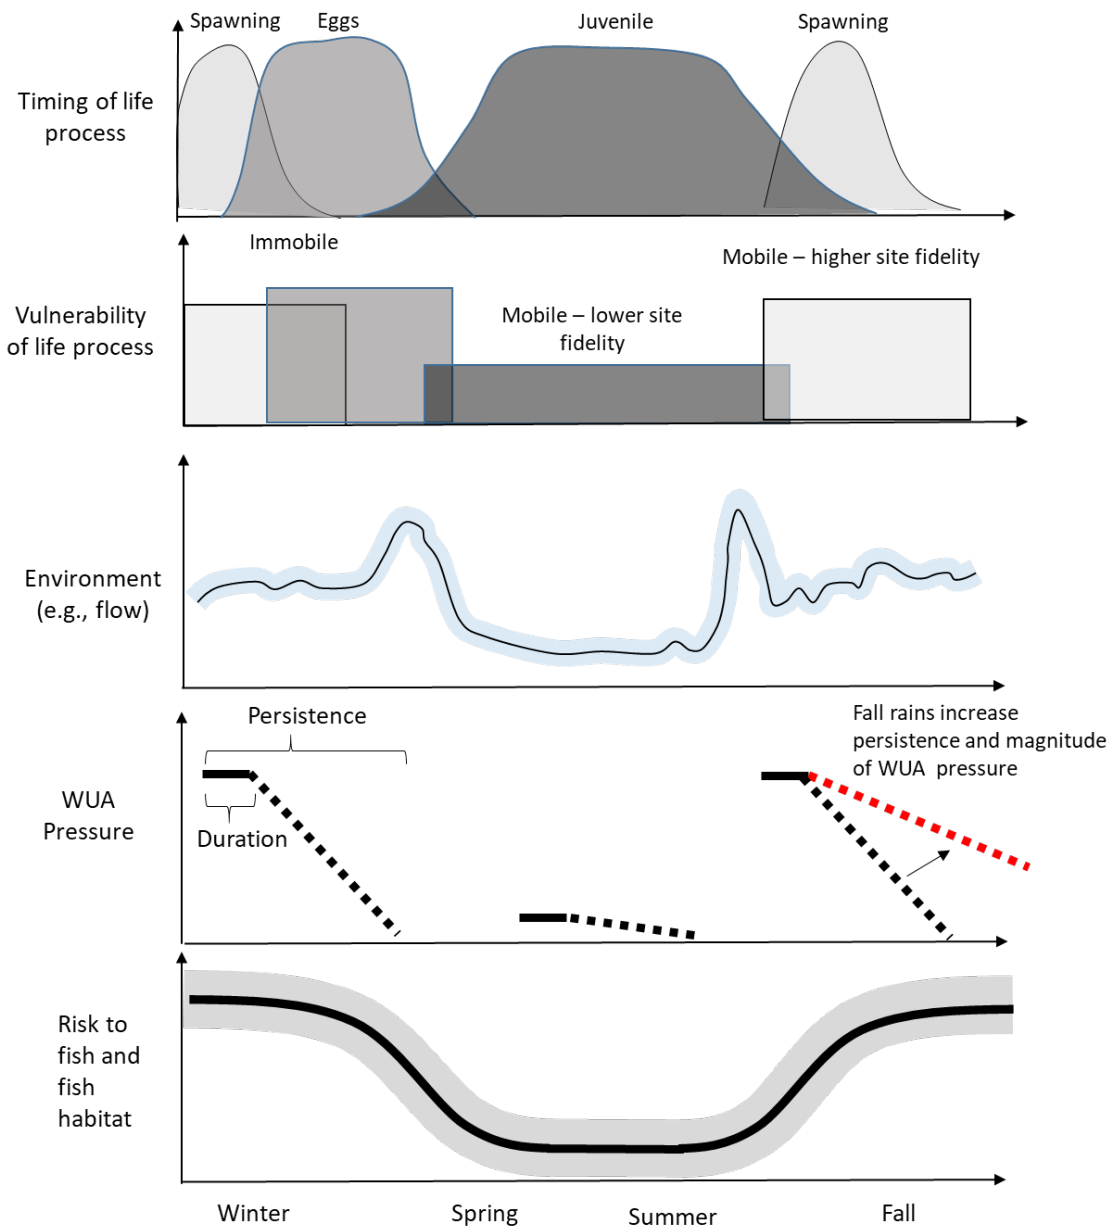 Spawning
Eggs
Juvenile
Spawning
Timing of life
process
Immobile
Mobile – higher site fidelity
Vulnerability
of life process
Mobile – lower site
fidelity
Environment
(e.g., flow)
Persistence
Fall rains increase
persistence and magnitude
of WUA pressure
WUA
Pressure
Duration
Risk to
fish and
fish
habitat
Winter
Spring
Summer
Fall